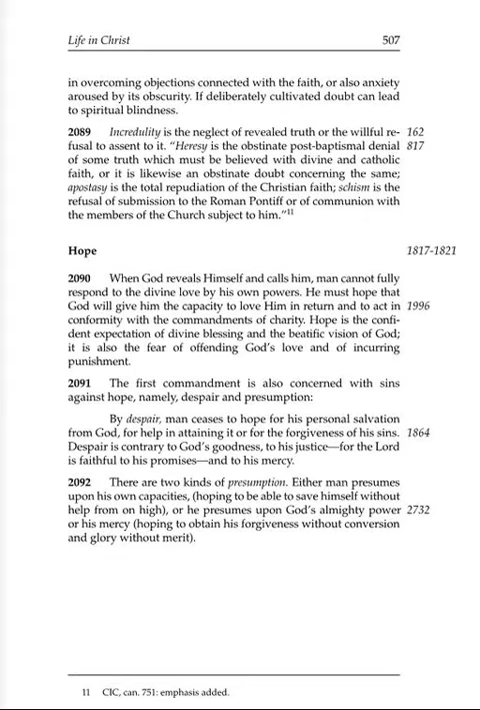 Life in Christ 507
in overcoming objections connected with the faith, or also anxiety
aroused by its obscurity. If deliberately cultivated doubt can lead
to spiritual blindness.
2089 Incredulity is the neglect of revealed truth or the willful re- 162
fusal to assent to it. “Heresy is the obstinate post-baptismal denial 817
of some truth which must be believed with divine and catholic
faith, or it is likewise an obstinate doubt concerning the same;
apostasy is the total repudiation of the Christian faith; schism is the
refusal of submission to the Roman Pontiff or of communion with
the members of the Church subject to him.”11
Hope 1817-1821
2090 When God reveals Himself and calls him, man cannot fully
respond to the divine love by his own powers. He must hope that
God will give him the capacity to love Him in return and to act in 1996
conformity with the commandments of charity. Hope is the confi-
dent expectation of divine blessing and the beatific vision of God;
it is also the fear of offending God’s love and of incurring
punishment.
2091 The first commandment is also concerned with sins
against hope, namely, despair and presumption:
By despair, man ceases to hope for his personal salvation
from God, for help in attaining it or for the forgiveness of his sins. 1864
Despair is contrary to God’s goodness, to his justice—for the Lord
is faithful to his promises—and to his mercy.
2092 There are two kinds of presumption. Either man presumes
upon his own capacities, (hoping to be able to save himself without
help from on high), or he presumes upon God’s almighty power 2732
or his mercy (hoping to obtain his forgiveness without conversion
and glory without merit).
11 CIC, can. 751: emphasis added.